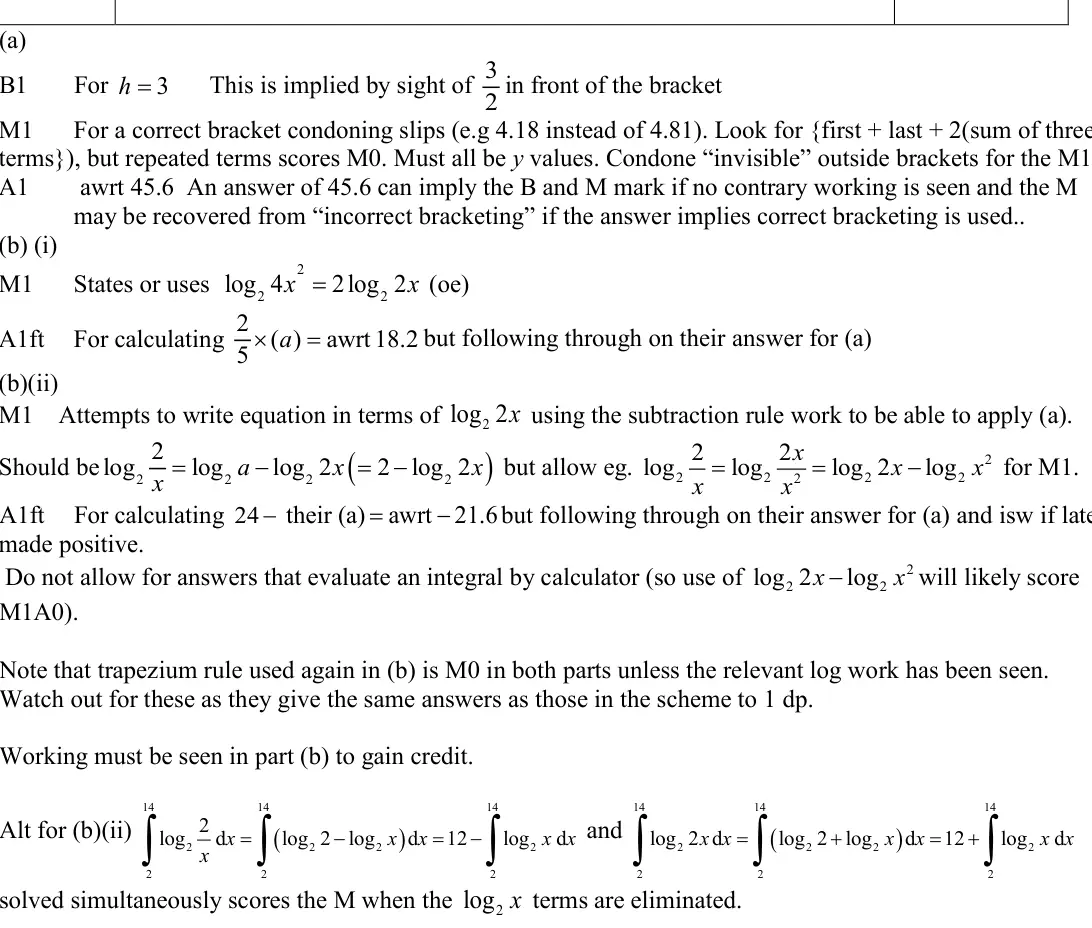 (a)
B1 For h = 3 This is implied by sight of 3/2 in front of the bracket
M1 For a correct bracket condoning slips (e.g 4.18 instead of 4.81). Look for {first + last + 2(sum of three
terms}), but repeated terms scores M0. Must all be y values. Condone “invisible” outside brackets for the M1
A1 awrt 45.6 An answer of 45.6 can imply the B and M mark if no contrary working is seen and the M
may be recovered from “incorrect bracketing” if the answer implies correct bracketing is used..
(b) (i)
M1 States or uses log₂ 4x² = 2 log₂ 2x (oe)
A1ft For calculating 2/5 × (a) = awrt 18.2 but following through on their answer for (a)
(b)(ii)
M1 Attempts to write equation in terms of log₂ 2x using the subtraction rule work to be able to apply (a).
Should be log₂ 2/x = log₂ a − log₂ 2x (= 2 − log₂ 2x) but allow eg. log₂ 2/x = log₂ 2x/x² = log₂ 2x − log₂ x² for M1.
A1ft For calculating 24 – their (a) = awrt − 21.6 but following through on their answer for (a) and isw if late
made positive.
Do not allow for answers that evaluate an integral by calculator (so use of log₂ 2x − log₂ x² will likely score
M1A0).
Note that trapezium rule used again in (b) is M0 in both parts unless the relevant log work has been seen.
Watch out for these as they give the same answers as those in the scheme to 1 dp.
Working must be seen in part (b) to gain credit.
Alt for (b)(ii) ∫₂¹⁴ log₂ 2/x dx = ∫₂¹⁴ (log₂ 2 − log₂ x) dx = 12 − ∫₂¹⁴ log₂ x dx and ∫₂¹⁴ log₂ 2x dx = ∫₂¹⁴ (log₂ 2 + log₂ x) dx = 12 + ∫₂¹⁴ log₂ x dx
solved simultaneously scores the M when the log₂ x terms are eliminated.